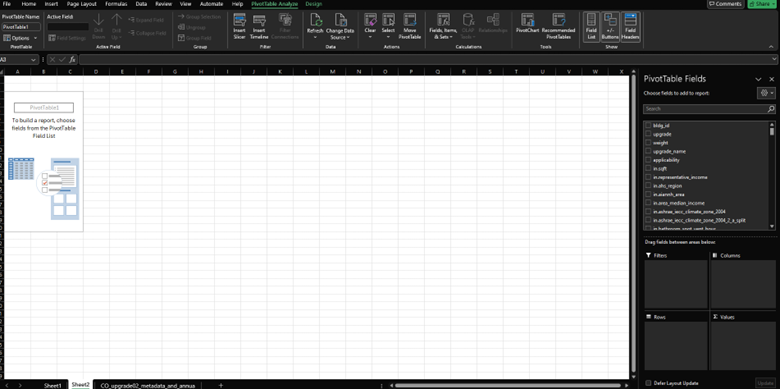 File Home Insert Page Layout Formulas Data Review View Automate Help PivotTable Analyze Design Comments Share
PivotTable Name: Active Field:
PivotTable1
Options Field Settings
Drill Down Drill Up Expand Field Collapse Field
Group Selection Ungroup Group Field
Insert Slicer Insert Timeline Filter Connections
Refresh Change Data Source
Clear Select Move PivotTable
Fields, Items, & Sets OLAP Tools Relationships
PivotChart Recommended PivotTables
Field List +/- Buttons Field Headers
PivotTable Active Field Group Filter Data Actions Calculations Tools Show
A3 fx
A B C D E F G H I J K L M N O P Q R S T U V W X
PivotTable1
To build a report, choose
fields from the PivotTable
Field List
PivotTable Fields
Choose fields to add to report:
Search
bldg_id
upgrade
weight
upgrade_name
applicability
in.sqft
in.representative_income
in.ahs_region
in.aiannh_area
in.area_median_income
in.ashrae_iecc_climate_zone_2004
in.ashrae_iecc_climate_zone_2004_2_a_split
in.bathroom_spot_vent_hour
Drag fields between areas below:
Filters Columns
Rows Values
Defer Layout Update Update
Sheet1 Sheet2 CO_upgrade02_metadata_and_annua